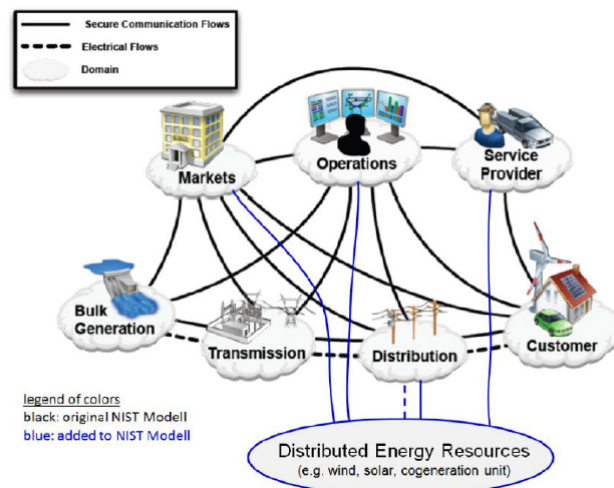 Secure Communication Flows
Electrical Flows
Domain
Markets
Operations
Service
Provider
Bulk
Generation
Transmission
Distribution
Customer
legend of colors
black: original NIST Modell
blue: added to NIST Modell
Distributed Energy Resources
(e.g. wind, solar, cogeneration unit)